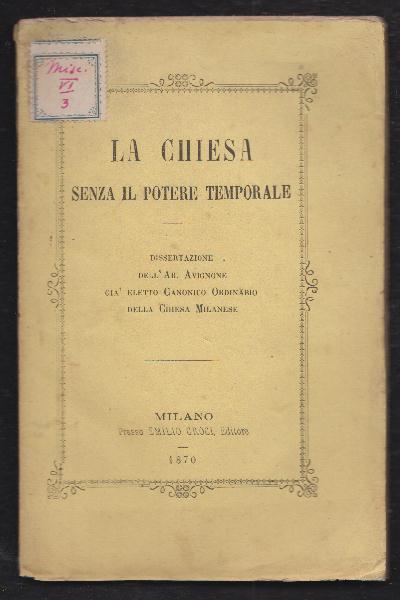 Misc.
VI
3
LA CHIESA
SENZA IL POTERE TEMPORALE
DISSERTAZIONE
DELL' AB. AVIGNONE
GIA' ELETTO CANONICO ORDINARIO
DELLA CHIESA MILANESE
MILANO
Presso EMILIO CROCI, Editore
1870